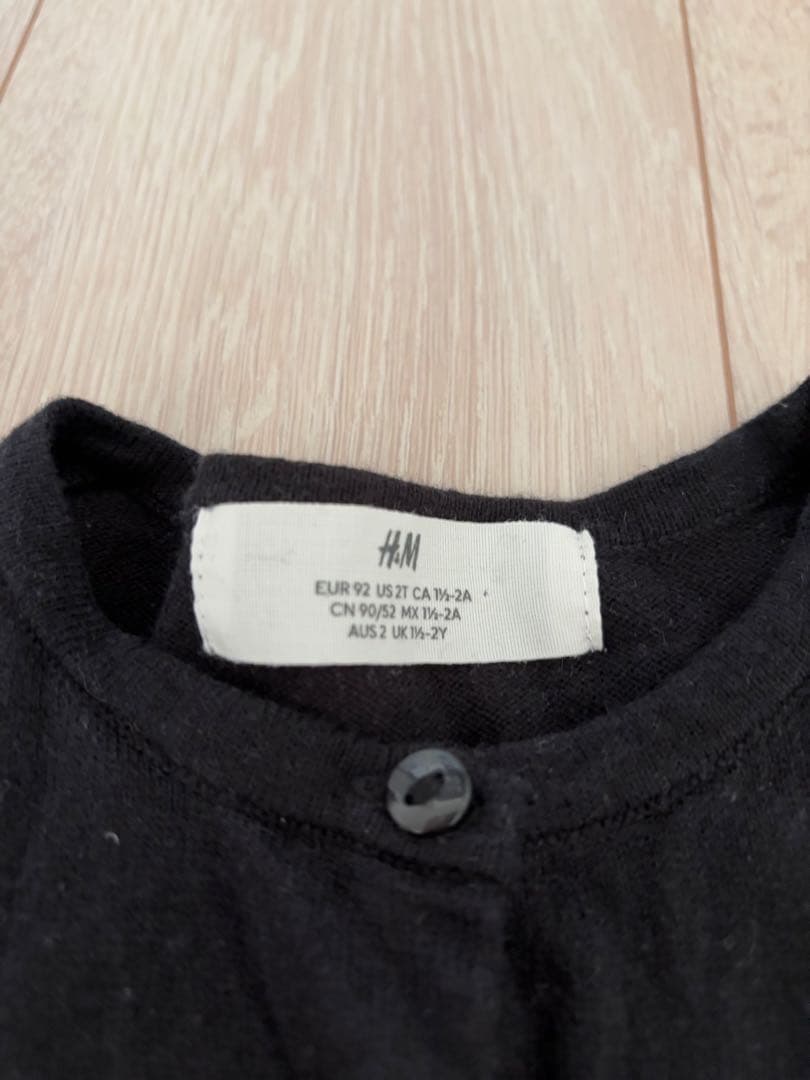 H&M
EUR 92 US 2T CA 1½-2A
CN 90/52 MX 1½-2A
AUS 2 UK 1½-2Y